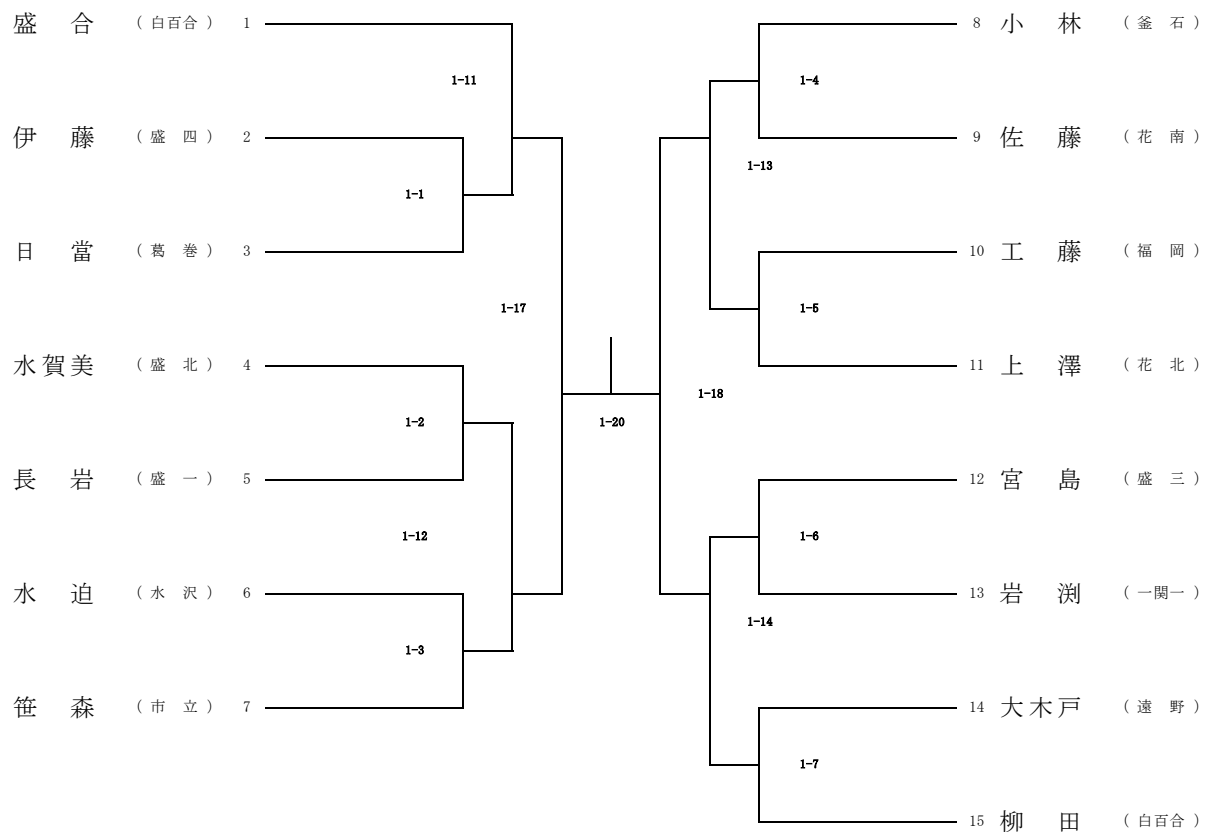 盛 合 （白百合） 1
1-11
伊 藤 （盛 四） 2
1-1
日 當 （葛 巻） 3
1-17
水賀美 （盛 北） 4
1-2
長 岩 （盛 一） 5
1-12
水 迫 （水 沢） 6
1-3
笹 森 （市 立） 7
1-20
8 小 林 （釜 石）
1-4
9 佐 藤 （花 南）
1-13
10 工 藤 （福 岡）
1-5
11 上 澤 （花 北）
1-18
12 宮 島 （盛 三）
1-6
13 岩 渕 （一関一）
1-14
14 大木戸 （遠 野）
1-7
15 柳 田 （白百合）